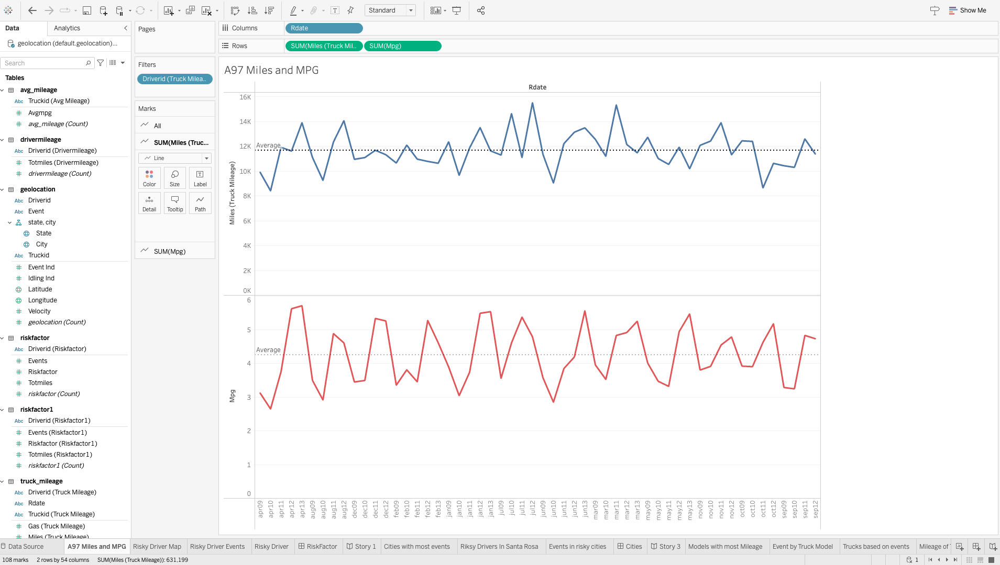 Standard
Show Me
Data
Analytics
geolocation (default.geolocation)...
Search
Tables
avg_mileage
Abc Truckid (Avg Mileage)
Avgmpg
avg_mileage (Count)
drivermileage
Abc Driverid (Drivermileage)
Totmiles (Drivermileage)
drivermileage (Count)
geolocation
Abc Driverid
Abc Event
state, city
State
City
Abc Truckid
Event Ind
Idling Ind
Latitude
Longitude
Velocity
geolocation (Count)
riskfactor
Abc Driverid (Riskfactor)
Events
Riskfactor
Totmiles
riskfactor (Count)
riskfactor1
Abc Driverid (Riskfactor1)
Events (Riskfactor1)
Riskfactor (Riskfactor1)
Totmiles (Riskfactor1)
riskfactor1 (Count)
truck_mileage
Abc Driverid (Truck Mileage)
Abc Rdate
Abc Truckid (Truck Mileage)
Gas (Truck Mileage)
Miles (Truck Mileage)
Pages
Filters
Driverid (Truck Milea..
Marks
All
SUM(Miles (Truc...
Line
Color
Size
Label
Detail
Tooltip
Path
SUM(Mpg)
Columns
Rdate
Rows
SUM(Miles (Truck Mil..
SUM(Mpg)
A97 Miles and MPG
Rdate
Miles (Truck Mileage)
16K
14K
12K
10K
8K
6K
4K
2K
0K
Average
Mpg
6
5
4
3
2
1
0
Average
apr09
apr10
apr11
apr12
apr13
aug09
aug10
aug11
aug12
dec09
dec10
dec11
dec12
feb09
feb10
feb11
feb12
feb13
jan09
jan10
jan11
jan12
jan13
jul09
jul10
jul11
jul12
jun09
jun10
jun11
jun12
jun13
mar09
mar10
mar11
mar12
mar13
may09
may10
may11
may12
may13
nov09
nov10
nov11
nov12
oct09
oct10
oct11
oct12
sep09
sep10
sep11
sep12
Data Source
A97 Miles and MPG
Risky Driver Map
Risky Driver Events
Risky Driver
RiskFactor
Story 1
Cities with most events
Riksy Drivers In Santa Rosa
Events in risky cities
Cities
Story 3
Models with most Mileage
Event by Truck Model
Trucks based on events
Mileage of
108 marks
2 rows by 54 columns
SUM(Miles (Truck Mileage)): 631,199
1